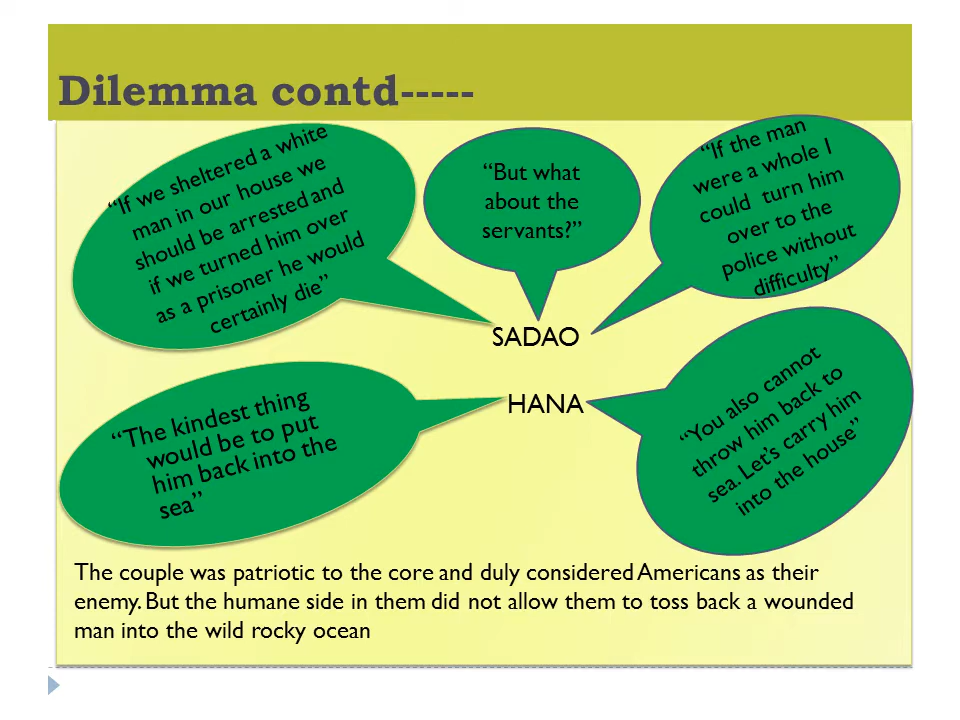 Dilemma contd-----
“If we sheltered a white
man in our house we
should be arrested and
if we turned him over
as a prisoner he would
certainly die”
“But what
about the
servants?”
“If the man
were a whole I
could turn him
over to the
police without
difficulty”
SADAO
HANA
“The kindest thing
would be to put
him back into the
sea”
“You also cannot
throw him back to
sea. Let’s carry him
into the house”
The couple was patriotic to the core and duly considered Americans as their
enemy. But the humane side in them did not allow them to toss back a wounded
man into the wild rocky ocean